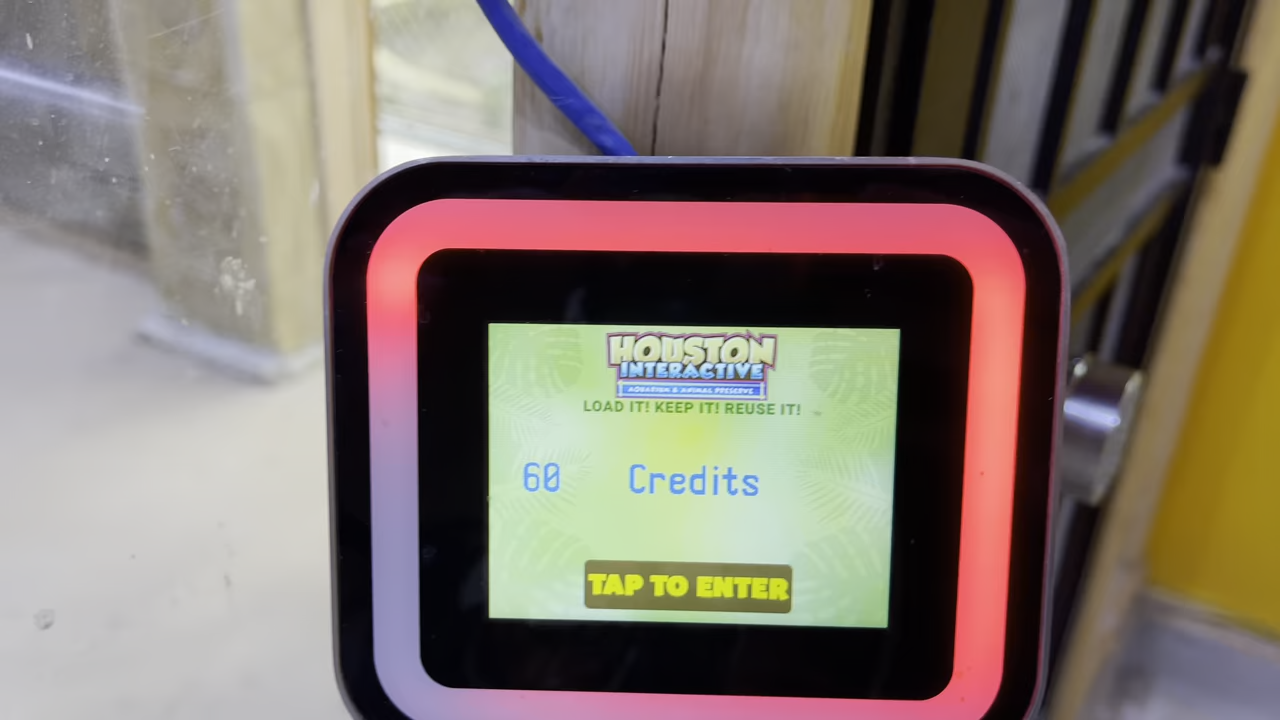 HOUSTON
INTERACTIVE
AQUARIUM & ANIMAL PRESERVE
LOAD IT! KEEP IT! REUSE IT!
60 Credits
TAP TO ENTER